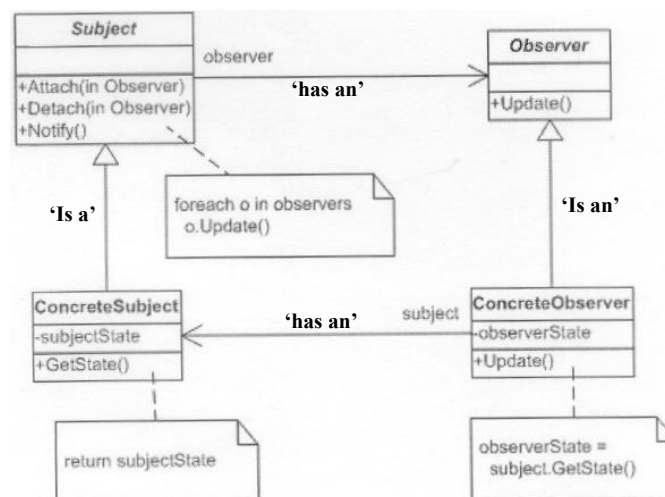 Subject
+Attach(in Observer)
+Detach(in Observer)
+Notify()
observer
‘has an’
Observer
+Update()
foreach o in observers
o.Update()
‘Is a’
‘Is an’
ConcreteSubject
-subjectState
+GetState()
‘has an’
subject
ConcreteObserver
-observerState
+Update()
return subjectState
observerState =
subject.GetState()